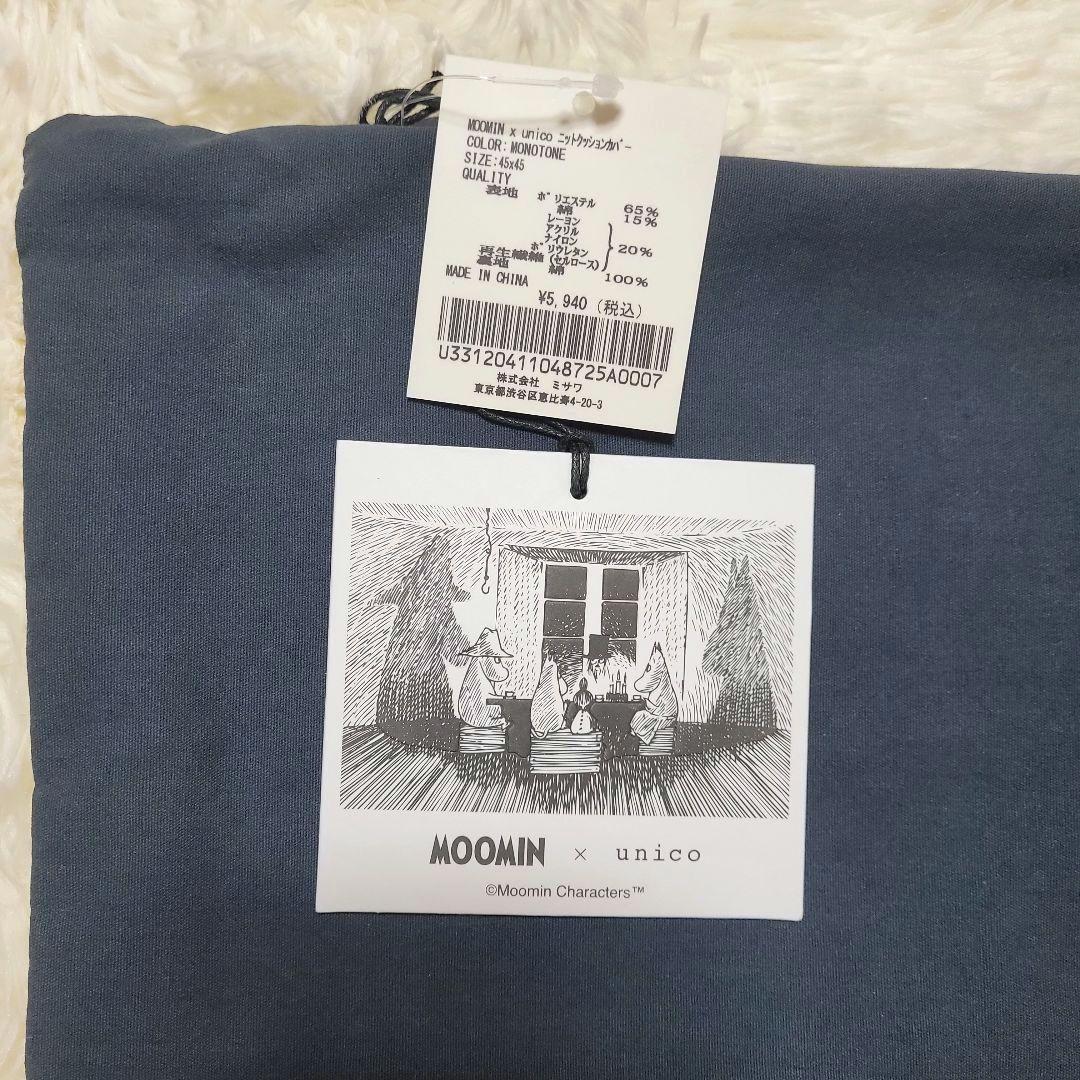 MOOMIN x unico ニットクッションカバー
COLOR: MONOTONE
SIZE: 45x45
QUALITY
表地 ポリエステル 65%
綿 15%
レーヨン
アクリル
ナイロン 20%
ポリウレタン
再生繊維(セルロース)
裏地 綿 100%
MADE IN CHINA
¥5,940 (税込)
U33120411048725A0007
株式会社 ミサワ
東京都渋谷区恵比寿4-20-3
MOOMIN × unico
©Moomin Characters™